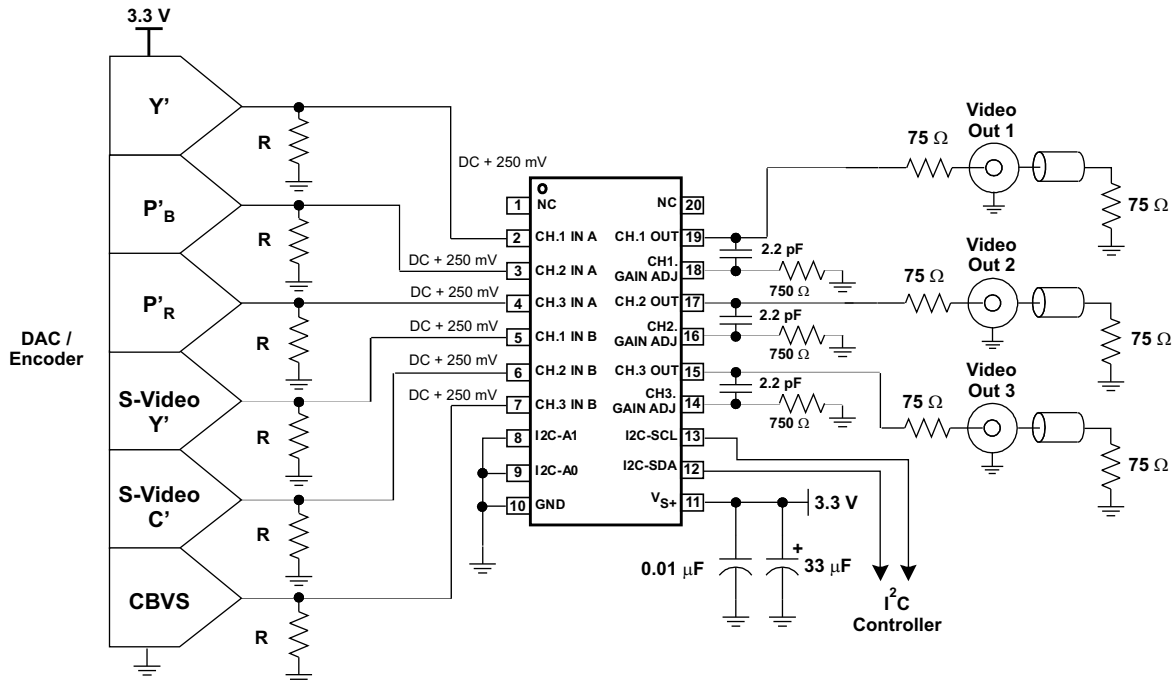 3.3 V
DAC /
Encoder
Y'
P'B
P'R
S-Video
Y'
S-Video
C'
CBVS
R
R
R
R
R
R
DC + 250 mV
DC + 250 mV
DC + 250 mV
DC + 250 mV
DC + 250 mV
DC + 250 mV
1 NC
2 CH.1 IN A
3 CH.2 IN A
4 CH.3 IN A
5 CH.1 IN B
6 CH.2 IN B
7 CH.3 IN B
8 I2C-A1
9 I2C-A0
10 GND
NC 20
CH.1 OUT 19
CH1.
GAIN ADJ 18
CH.2 OUT 17
CH2.
GAIN ADJ 16
CH.3 OUT 15
CH3.
GAIN ADJ 14
I2C-SCL 13
I2C-SDA 12
VS+ 11
2.2 pF
750 Ω
2.2 pF
750 Ω
2.2 pF
750 Ω
75 Ω
Video
Out 1
75 Ω
75 Ω
Video
Out 2
75 Ω
75 Ω
Video
Out 3
75 Ω
3.3 V
0.01 μF
+
33 μF
I2C
Controller